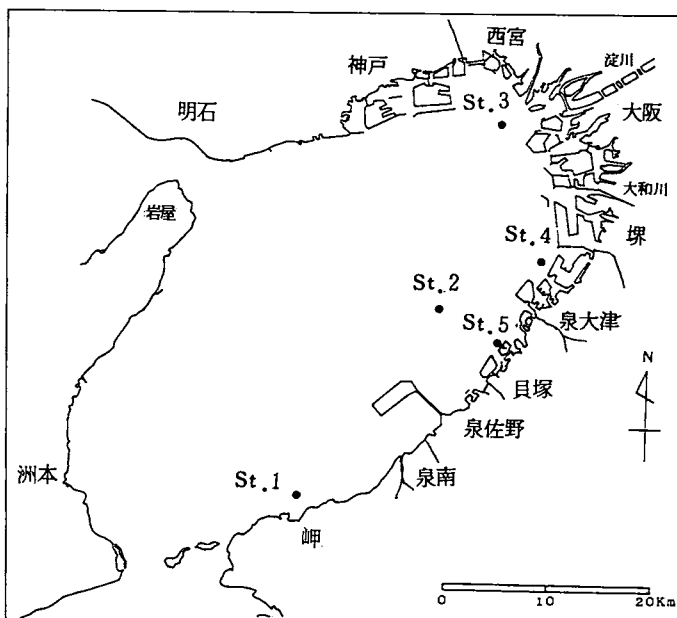 西宮
淀川
神戸
St.3
大阪
明石
大和川
岩屋
堺
St.4
St.2
St.5
泉大津
N
貝塚
泉佐野
洲本
St.1
泉南
岬
0 10 20Km